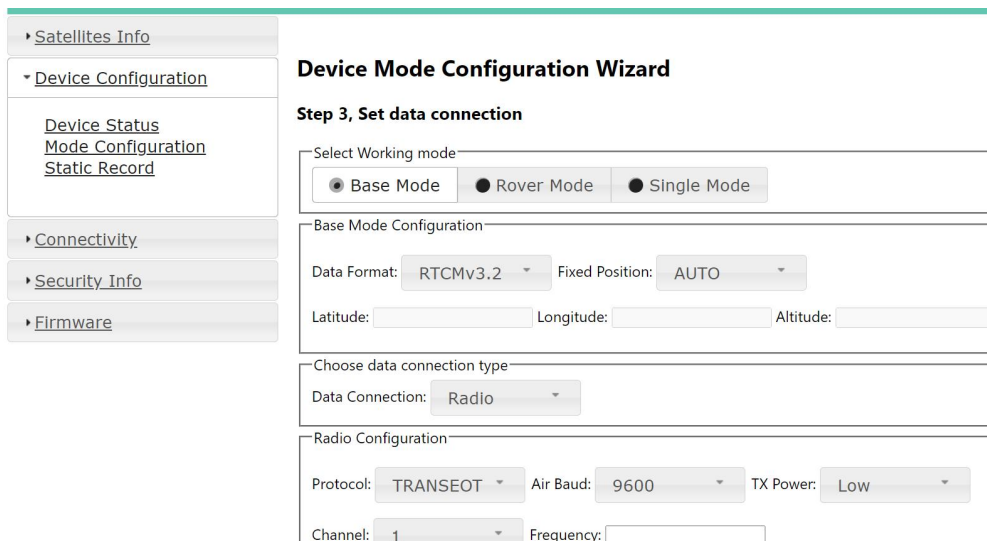 Satellites Info
Device Configuration
Device Status
Mode Configuration
Static Record
Connectivity
Security Info
Firmware
Device Mode Configuration Wizard
Step 3, Set data connection
Select Working mode
Base Mode Rover Mode Single Mode
Base Mode Configuration
Data Format: RTCMv3.2 Fixed Position: AUTO
Latitude: Longitude: Altitude:
Choose data connection type
Data Connection: Radio
Radio Configuration
Protocol: TRANSEOT Air Baud: 9600 TX Power: Low
Channel: 1 Frequency: